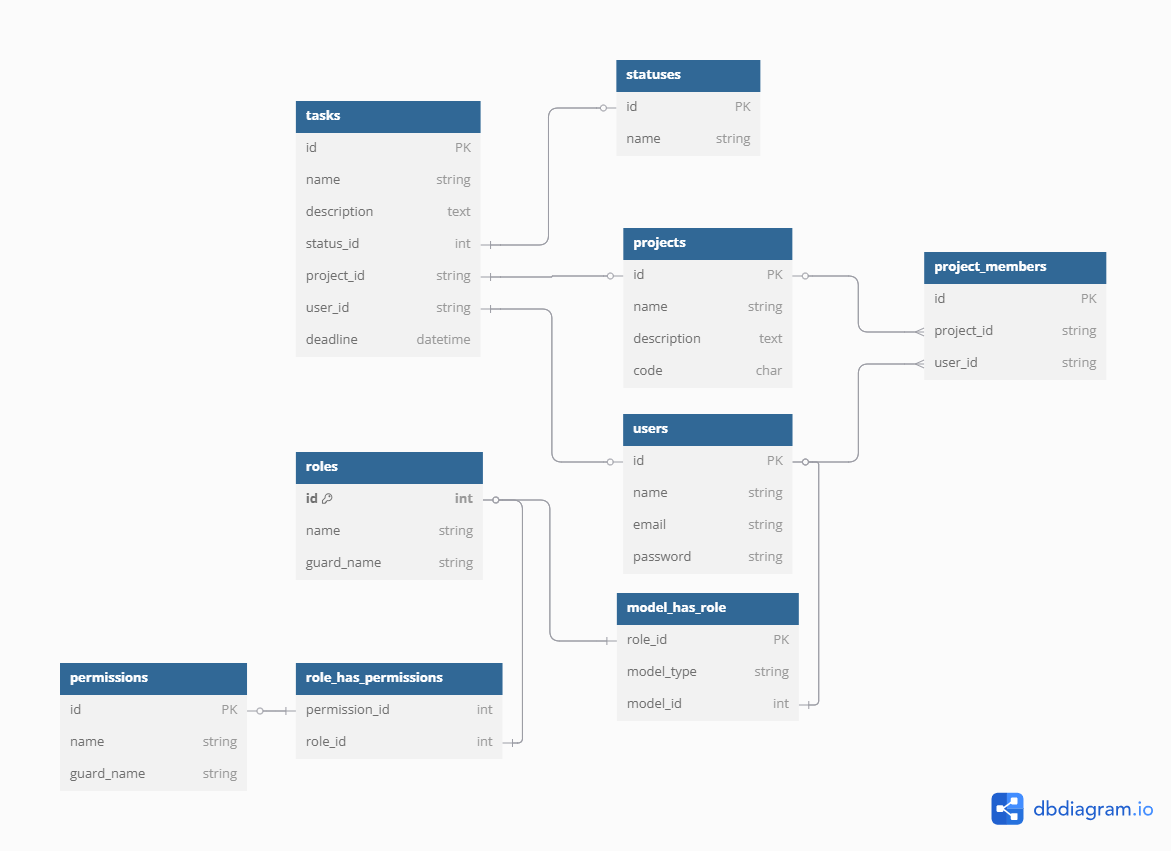 statuses
id PK
name string
tasks
id PK
name string
description text
status_id int
project_id string
user_id string
deadline datetime
projects
id PK
name string
description text
code char
project_members
id PK
project_id string
user_id string
users
id PK
name string
email string
password string
roles
id int
name string
guard_name string
model_has_role
role_id PK
model_type string
model_id int
permissions
id PK
name string
guard_name string
role_has_permissions
permission_id int
role_id int
dbdiagram.io